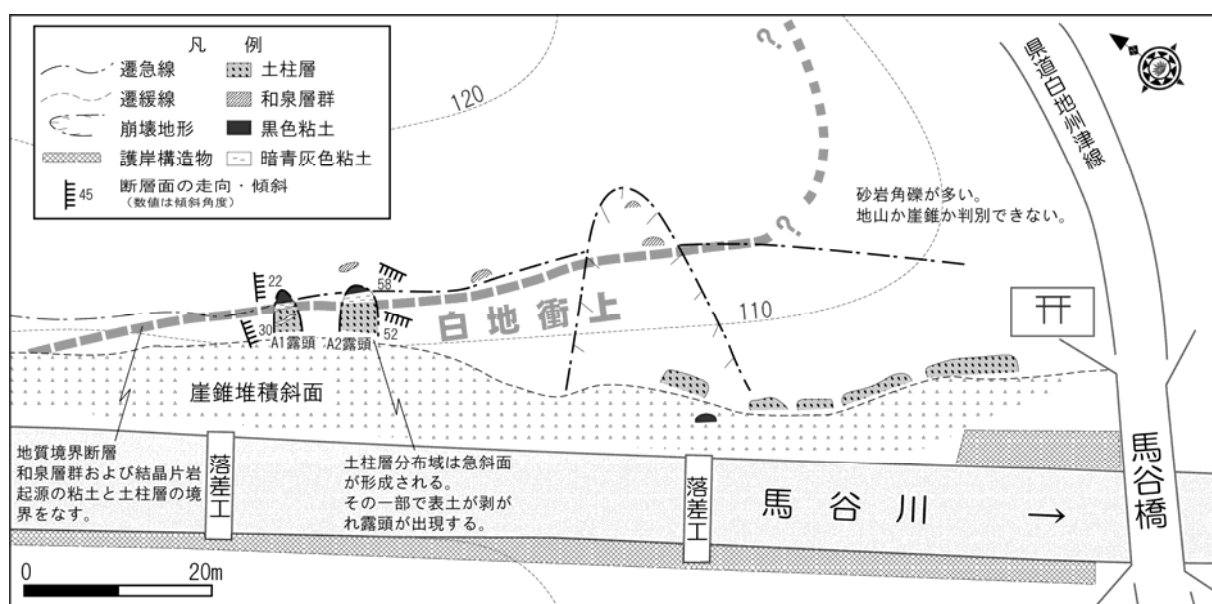 凡 例
遷急線
土柱層
遷緩線
和泉層群
崩壊地形
黒色粘土
護岸構造物
暗青灰色粘土
45
断層面の走向・傾斜
(数値は傾斜角度)
120
?
県道白地州津線
砂岩角礫が多い。
地山か崖錐か判別できない。
?
22
58
30
52
A1露頭
A2露頭
白地衝上
110
崖錐堆積斜面
地質境界断層
和泉層群および結晶片岩
起源の粘土と土柱層の境
界をなす。
落差工
土柱層分布域は急斜面
が形成される。
その一部で表土が剥が
れ露頭が出現する。
落差工
馬谷川
→
馬谷橋
0 20m